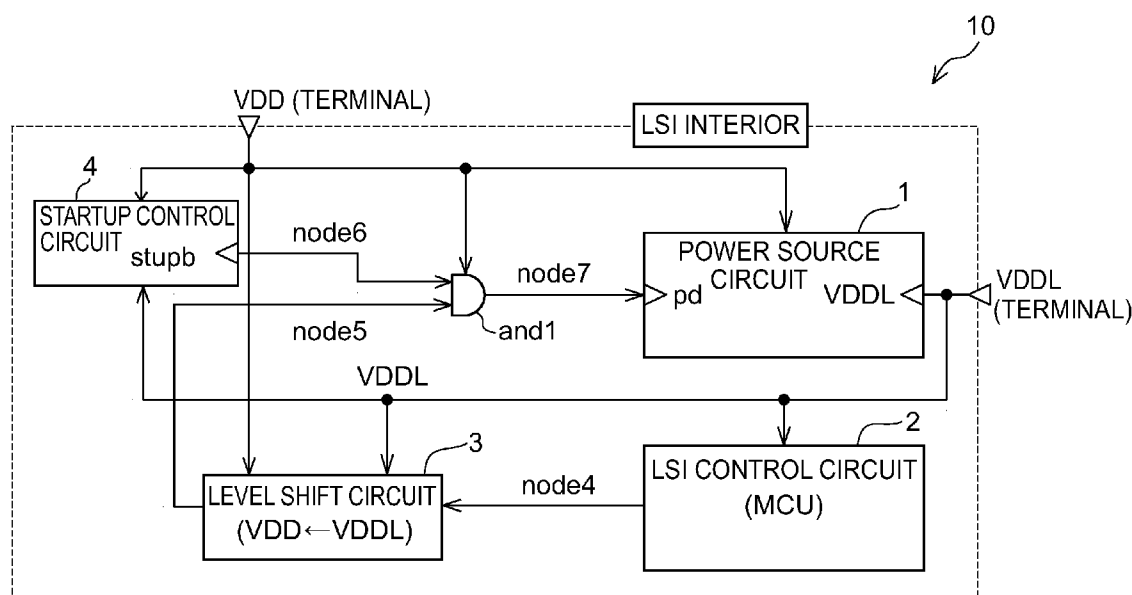 10
VDD (TERMINAL)
LSI INTERIOR
4
STARTUP CONTROL
CIRCUIT
stupb
node6
1
POWER SOURCE
CIRCUIT
node7
pd
VDDL
VDDL
(TERMINAL)
node5
and1
VDDL
3
LEVEL SHIFT CIRCUIT
(VDD←VDDL)
node4
2
LSI CONTROL CIRCUIT
(MCU)